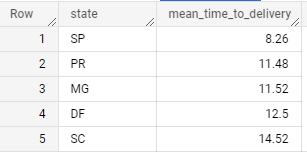 Row state mean_time_to_delivery
1 SP 8.26
2 PR 11.48
3 MG 11.52
4 DF 12.5
5 SC 14.52